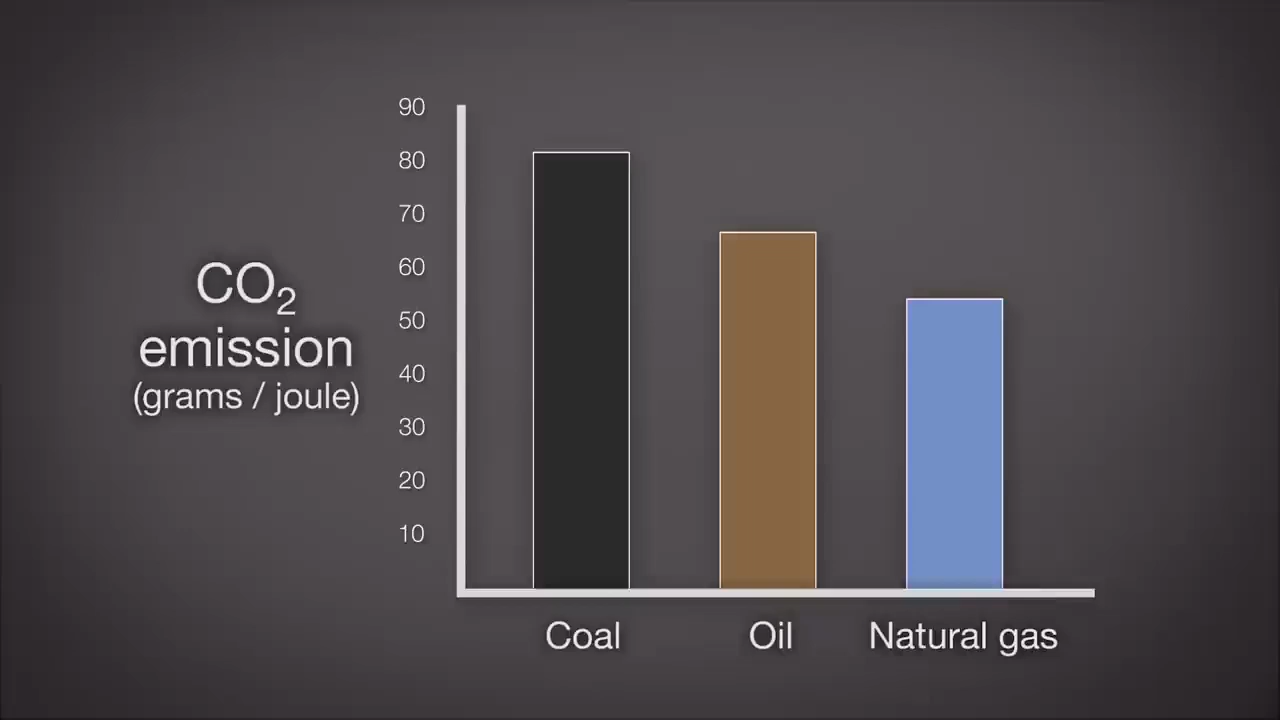 90
80
70
60
50
40
30
20
10
CO₂
emission
(grams / joule)
Coal
Oil
Natural gas